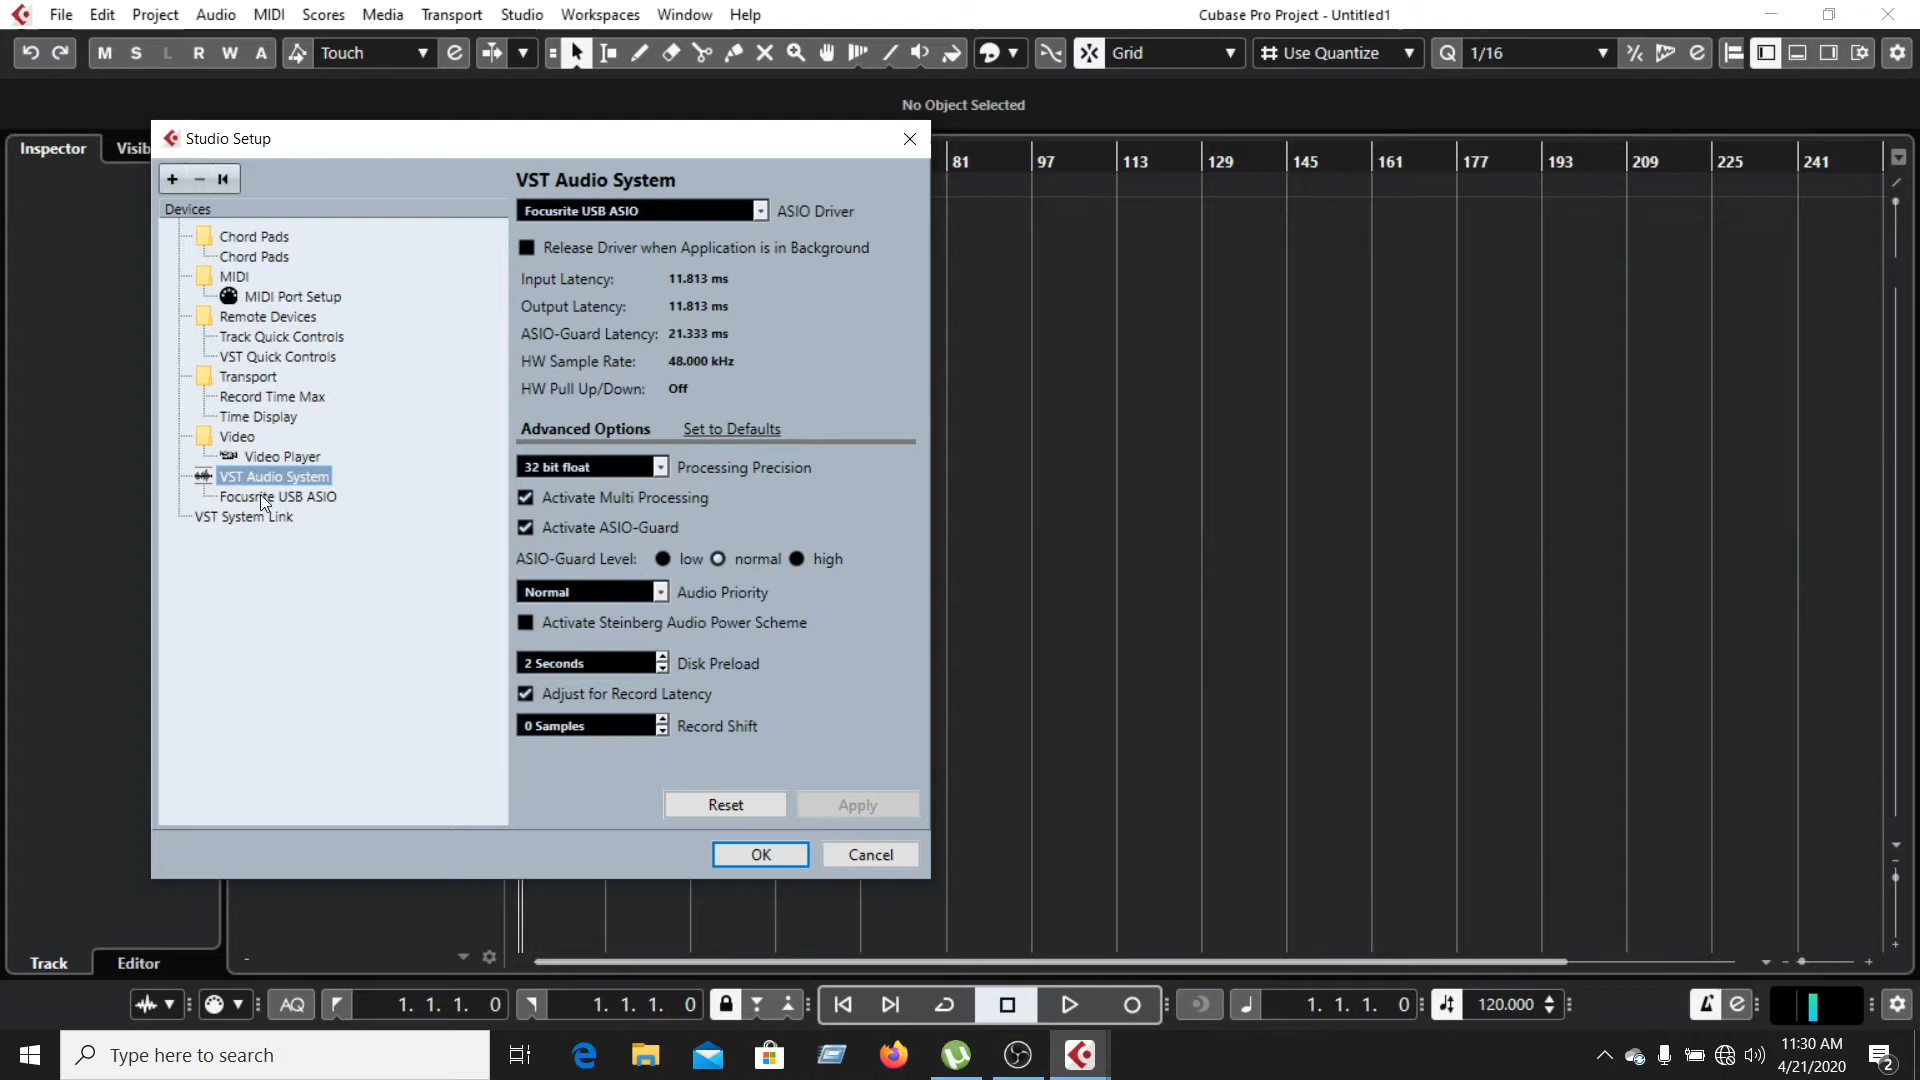 File Edit Project Audio MIDI Scores Media Transport Studio Workspaces Window Help
Cubase Pro Project - Untitled1
M S L R W A Touch Grid Use Quantize Q 1/16
No Object Selected
Inspector Visib
81 97 113 129 145 161 177 193 209 225 241
Studio Setup
Devices
Chord Pads
Chord Pads
MIDI
MIDI Port Setup
Remote Devices
Track Quick Controls
VST Quick Controls
Transport
Record Time Max
Time Display
Video
Video Player
VST Audio System
Focusrite USB ASIO
VST System Link
VST Audio System
Focusrite USB ASIO ASIO Driver
Release Driver when Application is in Background
Input Latency: 11.813 ms
Output Latency: 11.813 ms
ASIO-Guard Latency: 21.333 ms
HW Sample Rate: 48.000 kHz
HW Pull Up/Down: Off
Advanced Options Set to Defaults
32 bit float Processing Precision
Activate Multi Processing
Activate ASIO-Guard
ASIO-Guard Level: low normal high
Normal Audio Priority
Activate Steinberg Audio Power Scheme
2 Seconds Disk Preload
Adjust for Record Latency
0 Samples Record Shift
Reset Apply
OK Cancel
Track Editor
AQ 1. 1. 1. 0 1. 1. 1. 0 1. 1. 1. 0 120.000
Type here to search
11:30 AM
4/21/2020
2